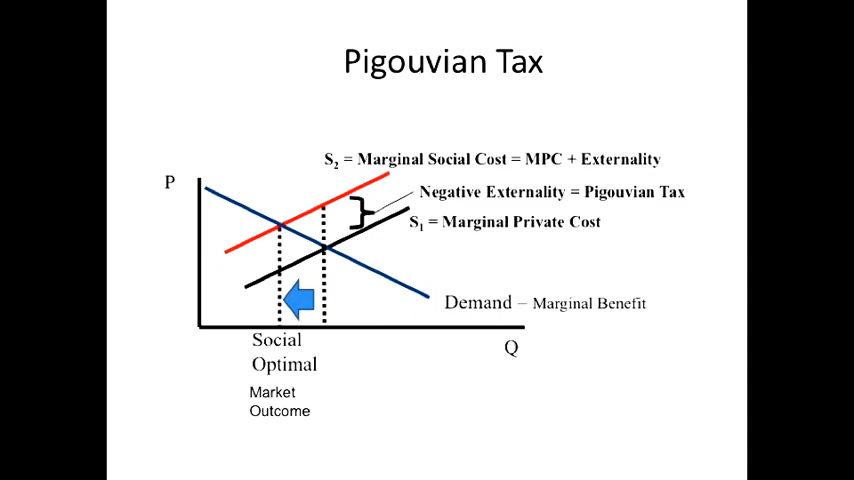 Pigouvian Tax
S₂ = Marginal Social Cost = MPC + Externality
P
Negative Externality = Pigouvian Tax
S₁ = Marginal Private Cost
Demand – Marginal Benefit
Social
Optimal
Q
Market
Outcome